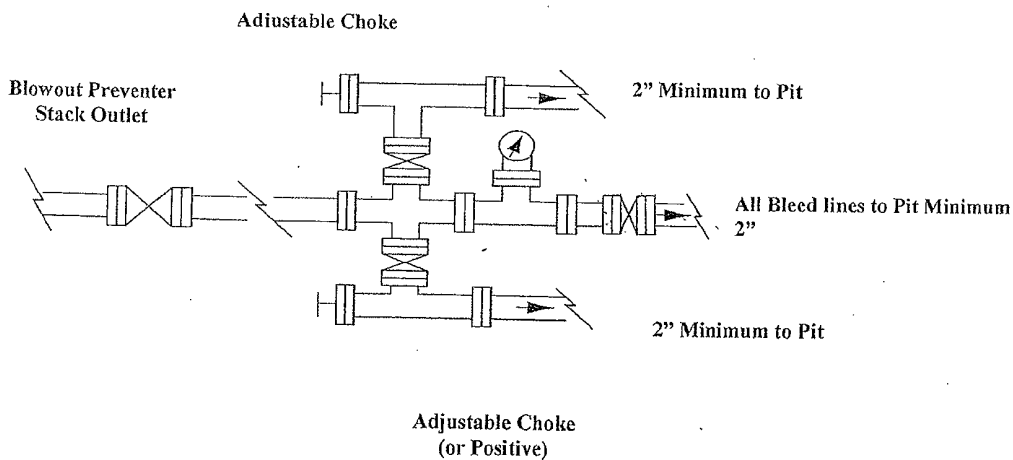 Adjustable Choke
Blowout Preventer
Stack Outlet
2” Minimum to Pit
All Bleed lines to Pit Minimum
2”
2” Minimum to Pit
Adjustable Choke
(or Positive)